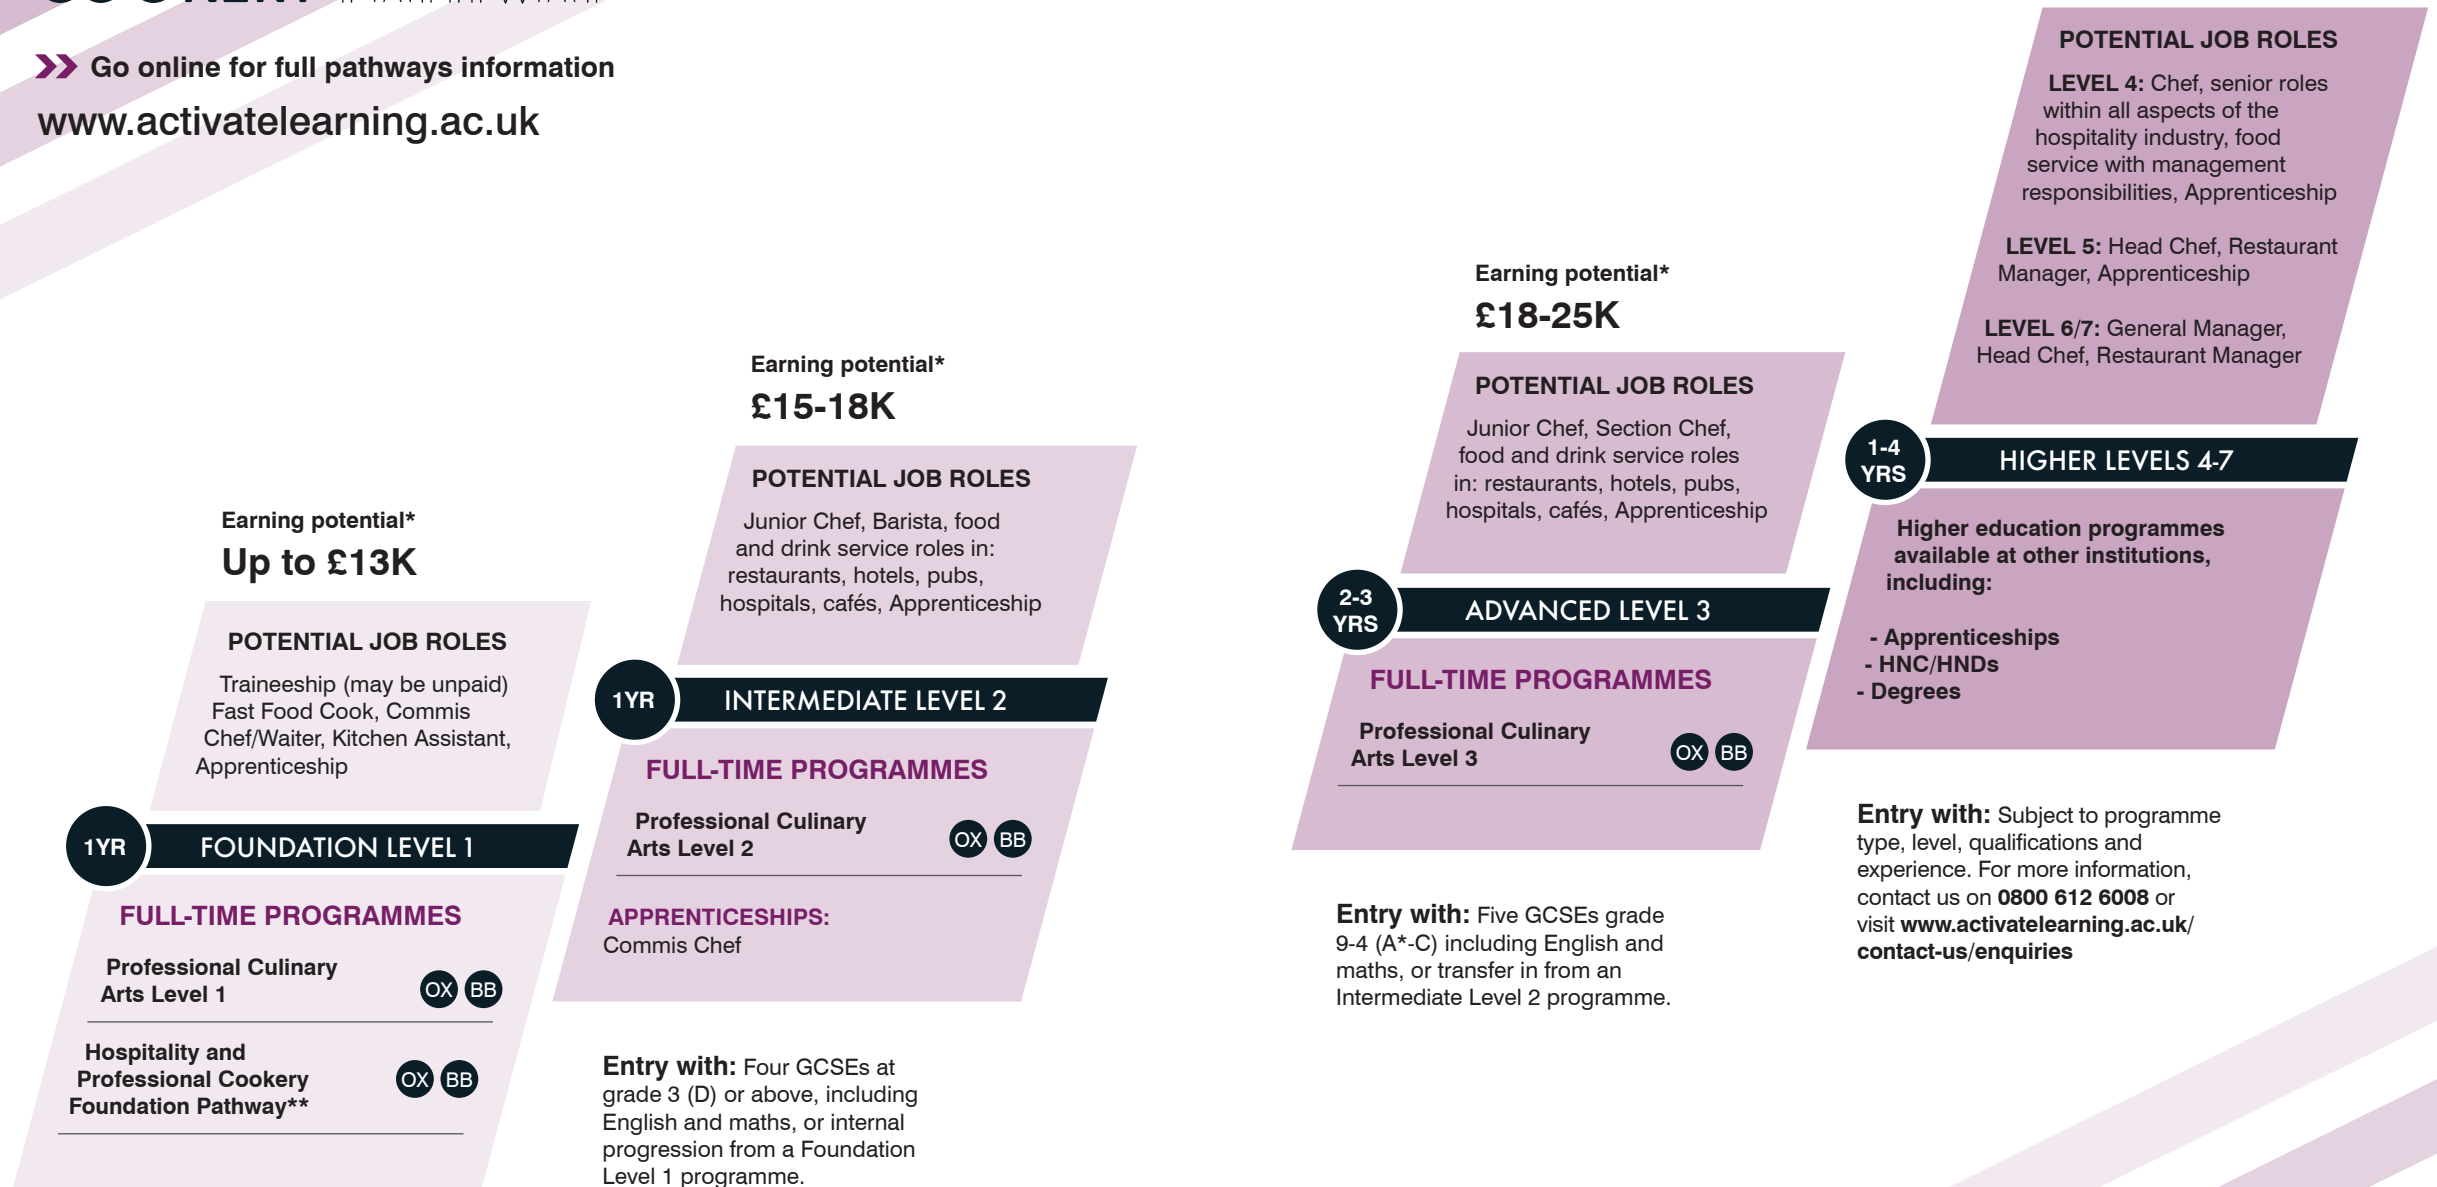 Go online for full pathways information
www.activatelearning.ac.uk
Earning potential*
Up to £13K
POTENTIAL JOB ROLES
Traineeship (may be unpaid)
Fast Food Cook, Commis
Chef/Waiter, Kitchen Assistant,
Apprenticeship
1YR
FOUNDATION LEVEL 1
FULL-TIME PROGRAMMES
Professional Culinary
Arts Level 1
OX BB
Hospitality and
Professional Cookery
Foundation Pathway**
OX BB
Earning potential*
£15-18K
POTENTIAL JOB ROLES
Junior Chef, Barista, food
and drink service roles in:
restaurants, hotels, pubs,
hospitals, cafés, Apprenticeship
1YR
INTERMEDIATE LEVEL 2
FULL-TIME PROGRAMMES
Professional Culinary
Arts Level 2
OX BB
APPRENTICESHIPS:
Commis Chef
Entry with: Four GCSEs at
grade 3 (D) or above, including
English and maths, or internal
progression from a Foundation
Level 1 programme.
Earning potential*
£18-25K
POTENTIAL JOB ROLES
Junior Chef, Section Chef,
food and drink service roles
in: restaurants, hotels, pubs,
hospitals, cafés, Apprenticeship
2-3
YRS
ADVANCED LEVEL 3
FULL-TIME PROGRAMMES
Professional Culinary
Arts Level 3
OX BB
Entry with: Five GCSEs grade
9-4 (A*-C) including English and
maths, or transfer in from an
Intermediate Level 2 programme.
POTENTIAL JOB ROLES
LEVEL 4: Chef, senior roles
within all aspects of the
hospitality industry, food
service with management
responsibilities, Apprenticeship
LEVEL 5: Head Chef, Restaurant
Manager, Apprenticeship
LEVEL 6/7: General Manager,
Head Chef, Restaurant Manager
1-4
YRS
HIGHER LEVELS 4-7
Higher education programmes
available at other institutions,
including:
- Apprenticeships
- HNC/HNDs
- Degrees
Entry with: Subject to programme
type, level, qualifications and
experience. For more information,
contact us on 0800 612 6008 or
visit www.activatelearning.ac.uk/
contact-us/enquiries